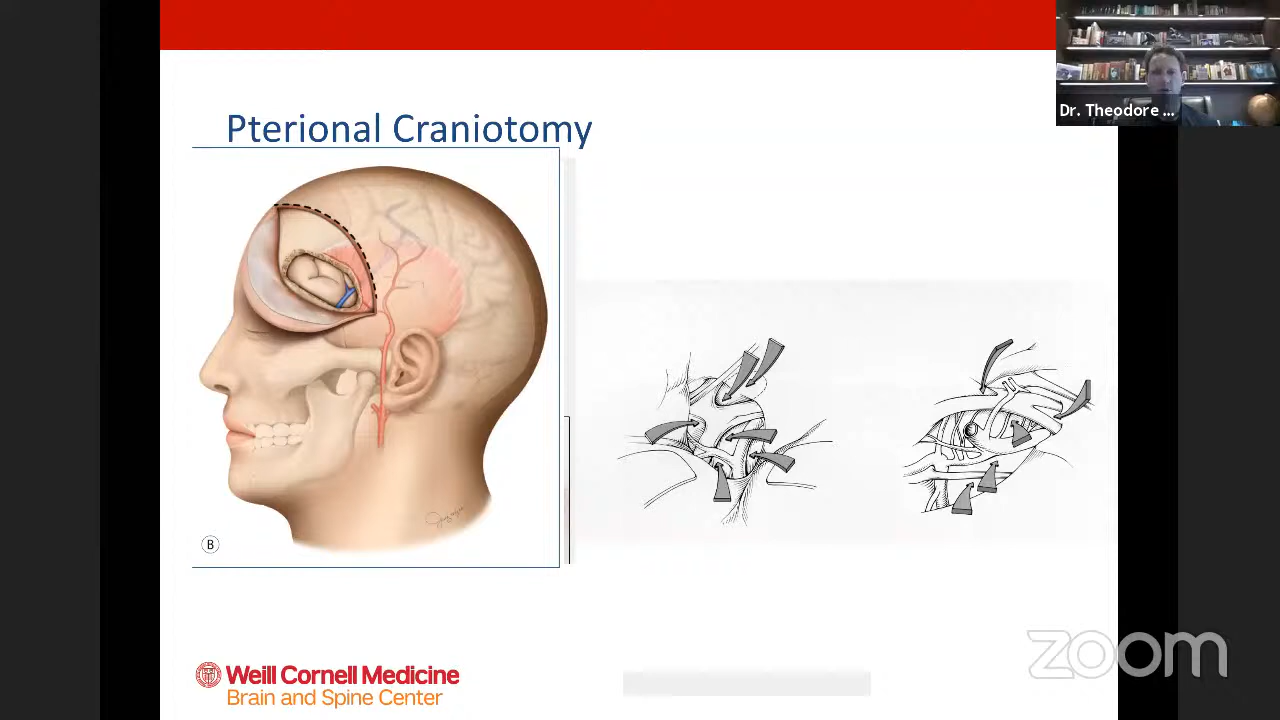 Dr. Theodore ...
Pterional Craniotomy
B
Weill Cornell Medicine
Brain and Spine Center
zoom